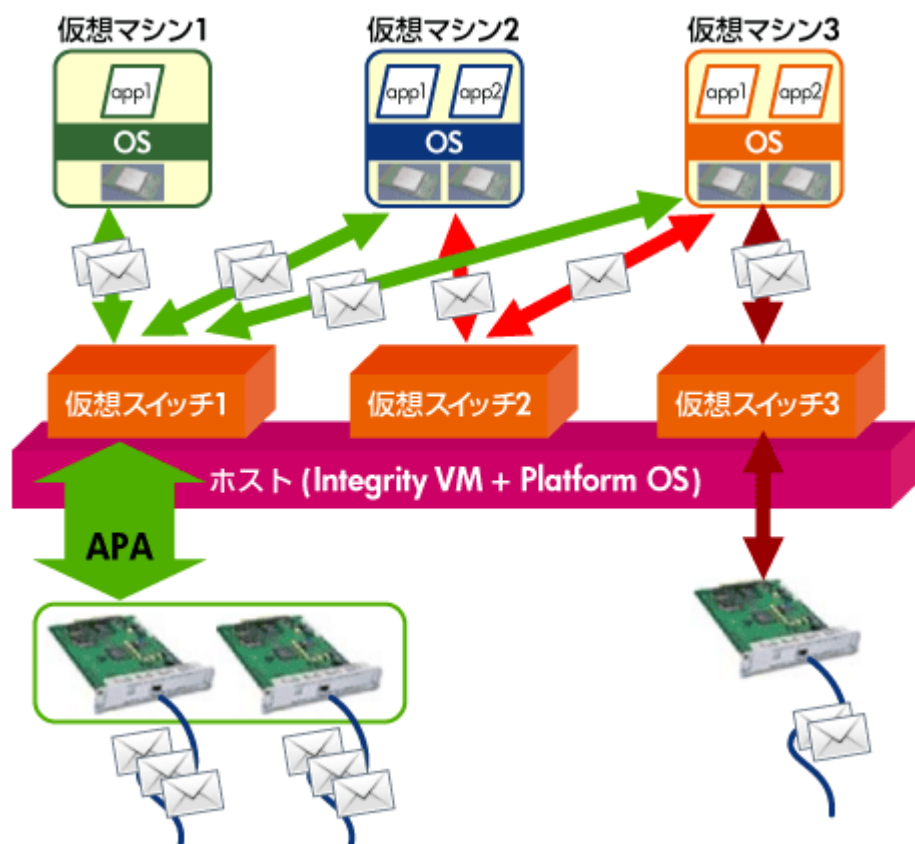 仮想マシン1
仮想マシン2
仮想マシン3
app1
app1
app2
app1
app2
OS
OS
OS
仮想スイッチ1
仮想スイッチ2
仮想スイッチ3
ホスト (Integrity VM + Platform OS)
APA